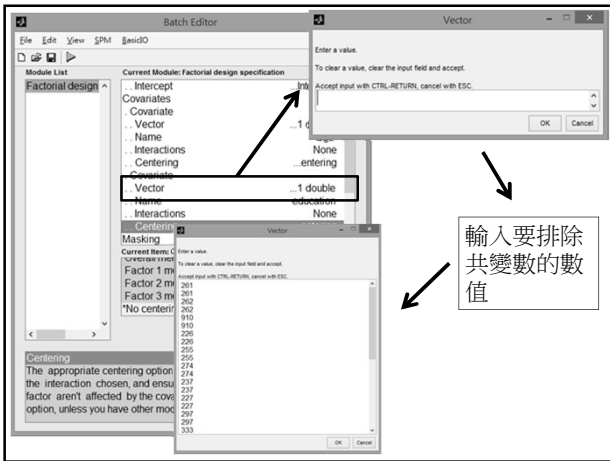 Batch Editor
File Edit View SPM BasicIO
Module List
Factorial design
Current Module: Factorial design specification
. . Intercept
Covariates
. Covariate
. . Vector
. . Name
. . Interactions None
. . Centering ...entering
. Covariate
. . Vector ...1 double
. . Name education
. . Interactions None
. . Centering
Masking
Current Item: C
Overall me
Factor 1 m
Factor 2 m
Factor 3 m
*No centerin
Centering
The appropriate centering option
the interaction chosen, and ensu
factor aren't affected by the cova
option, unless you have other mod
Vector
Enter a value.
To clear a value, clear the input field and accept.
Accept input with CTRL-RETURN, cancel with ESC.
OK Cancel
輸入要排除
共變數的數
值
Vector
Enter a value.
To clear a value, clear the input field and accept.
Accept input with CTRL-RETURN, cancel with ESC.
261
261
262
262
910
910
226
226
255
255
274
274
237
237
227
227
297
297
333
OK Cancel